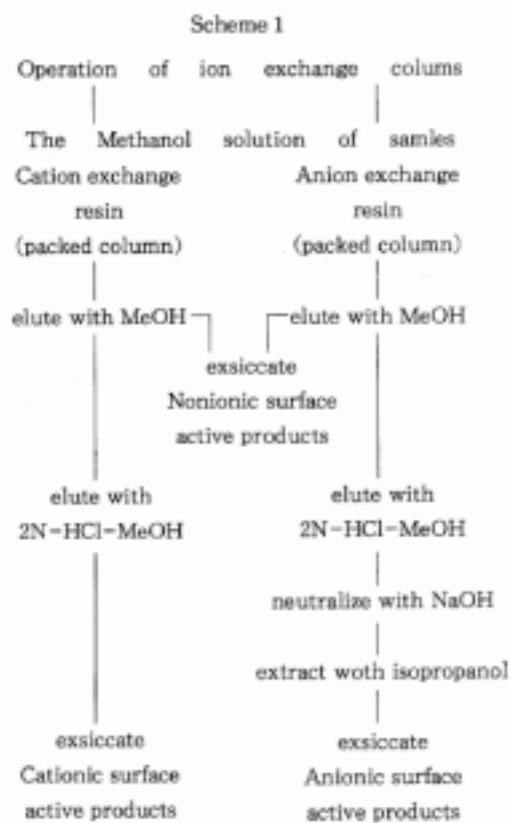 Scheme 1
Operation of ion exchange colums
The Methanol solution of samles
Cation exchange
resin
(packed column)
Anion exchange
resin
(packed column)
elute with MeOH
elute with MeOH
exsiccate
Nonionic surface
active products
elute with
2N-HCl-MeOH
elute with
2N-HCl-MeOH
neutralize with NaOH
extract woth isopropanol
exsiccate
Cationic surface
active products
exsiccate
Anionic surface
active products